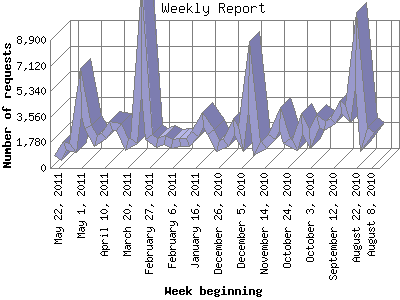 Weekly Report
Number of requests
8,900
7,120
5,340
3,560
1,780
0
May 22, 2011
May 1, 2011
April 10, 2011
March 20, 2011
February 27, 2011
February 6, 2011
January 16, 2011
December 26, 2010
December 5, 2010
November 14, 2010
October 24, 2010
October 3, 2010
September 12, 2010
August 22, 2010
August 8, 2010
Week beginning